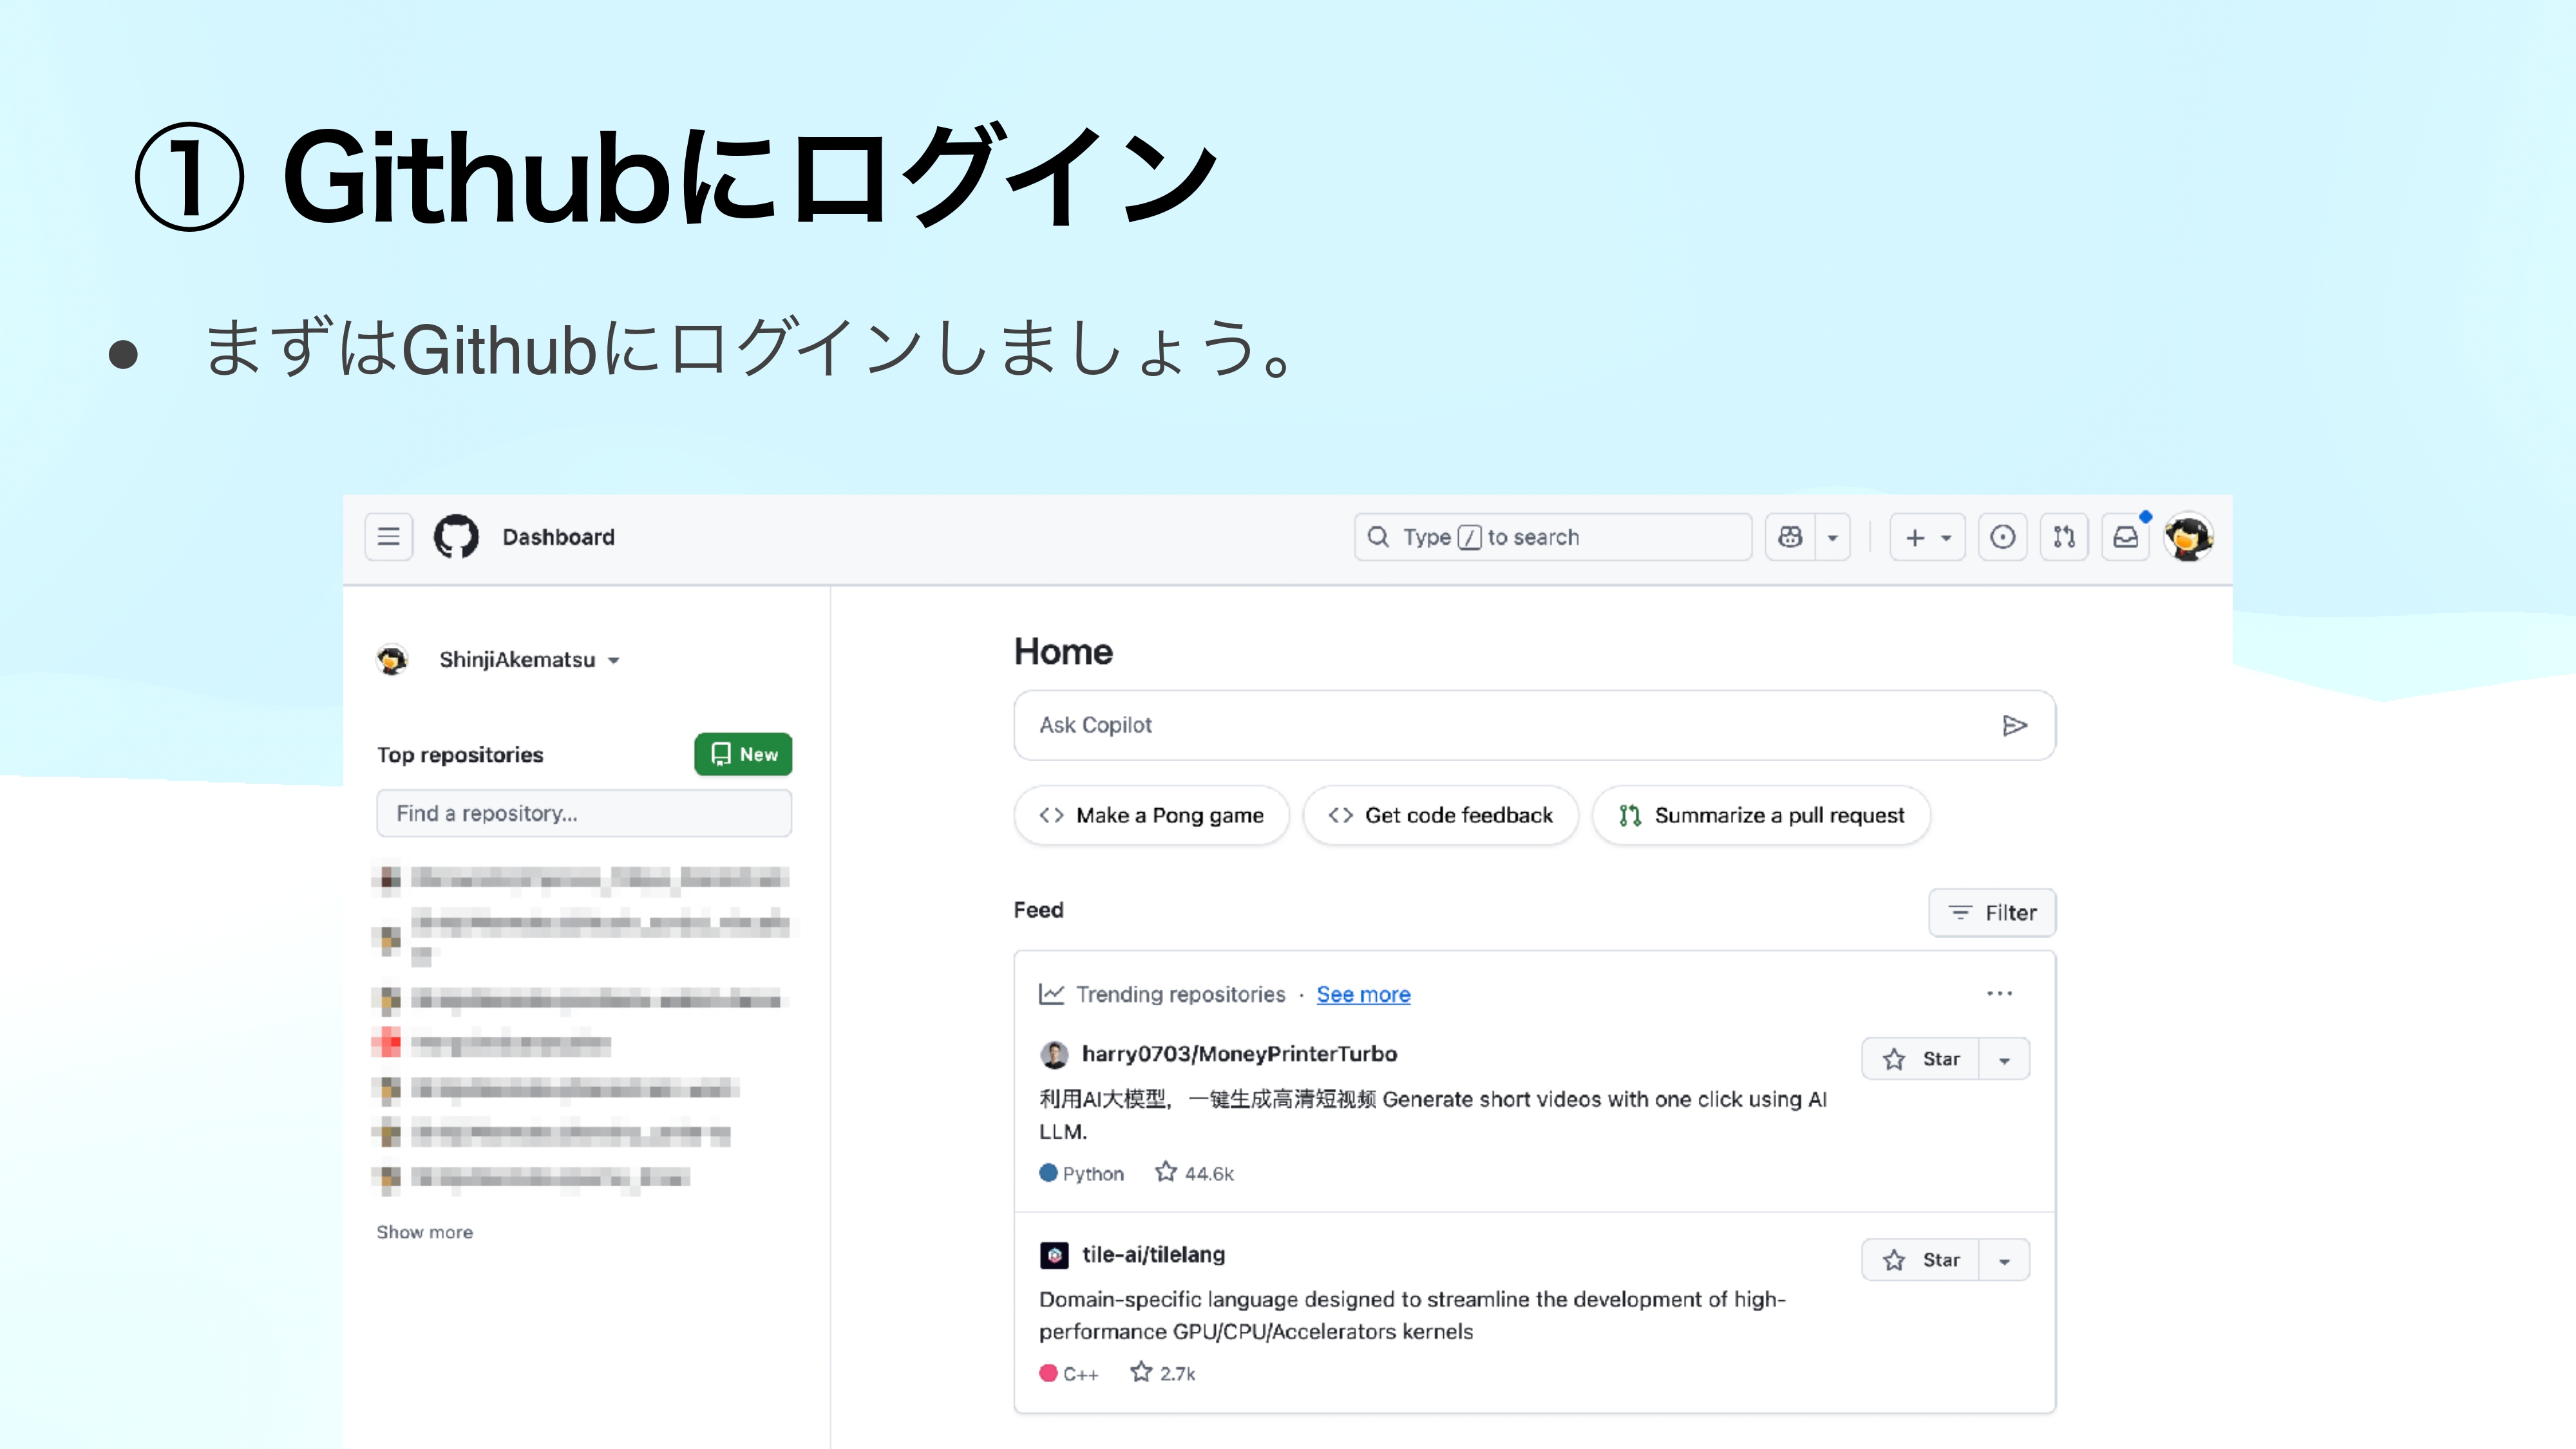 ① Githubにログイン
● まずはGithubにログインしましょう。
Dashboard
Type / to search
ShinjiAkematsu
Top repositories
New
Find a repository...
Show more
Home
Ask Copilot
Make a Pong game
Get code feedback
Summarize a pull request
Feed
Filter
Trending repositories · See more
harry0703/MoneyPrinterTurbo
Star
利用AI大模型，一键生成高清短视频 Generate short videos with one click using AI
LLM.
Python 44.6k
tile-ai/tilelang
Star
Domain-specific language designed to streamline the development of high-
performance GPU/CPU/Accelerators kernels
C++ 2.7k